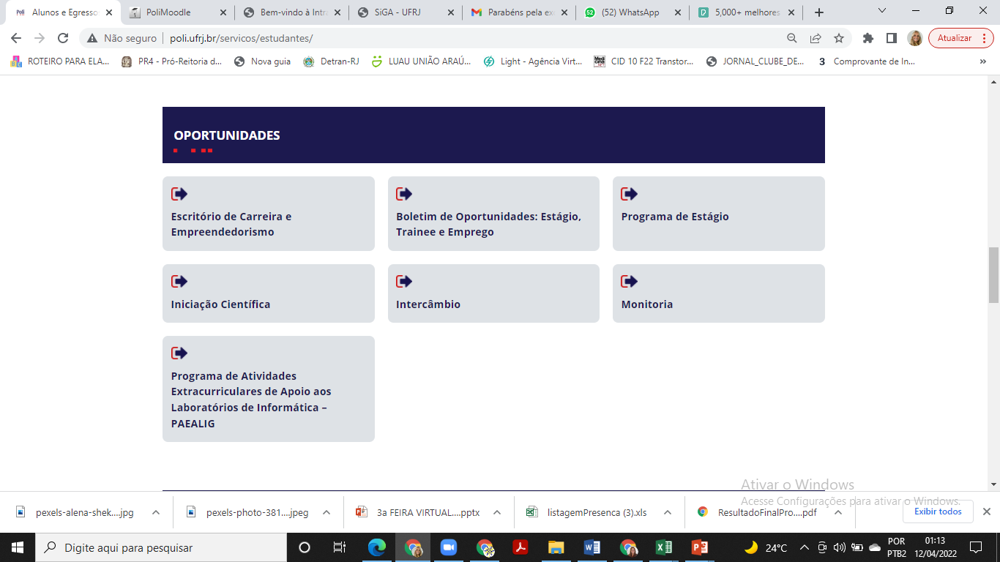 Poli Alunos e Egresso
PoliMoodle
Bem-vindo à Intra
SiGA - UFRJ
Parabéns pela ex
52 (52) WhatsApp
5,000+ melhores
Não seguro | poli.ufrj.br/servicos/estudantes/
Atualizar
ROTEIRO PARA ELA...
PR4 - Pró-Reitoria d...
Nova guia
Detran-RJ
LUAU UNIÃO ARAÚ...
Light - Agência Virt...
CID 10 F22 Transtor...
JORNAL_CLUBE_DE...
3 Comprovante de In...
OPORTUNIDADES
Escritório de Carreira e
Empreendedorismo
Boletim de Oportunidades: Estágio,
Trainee e Emprego
Programa de Estágio
Iniciação Científica
Intercâmbio
Monitoria
Programa de Atividades
Extracurriculares de Apoio aos
Laboratórios de Informática –
PAEALIG
Ativar o Windows
Acesse Configurações para ativar o Windows.
pexels-alena-shek....jpg
pexels-photo-381....jpeg
3a FEIRA VIRTUAL....pptx
listagemPresenca (3).xls
ResultadoFinalPro....pdf
Exibir todos
Digite aqui para pesquisar
24°C
POR
PTB2
01:13
12/04/2022